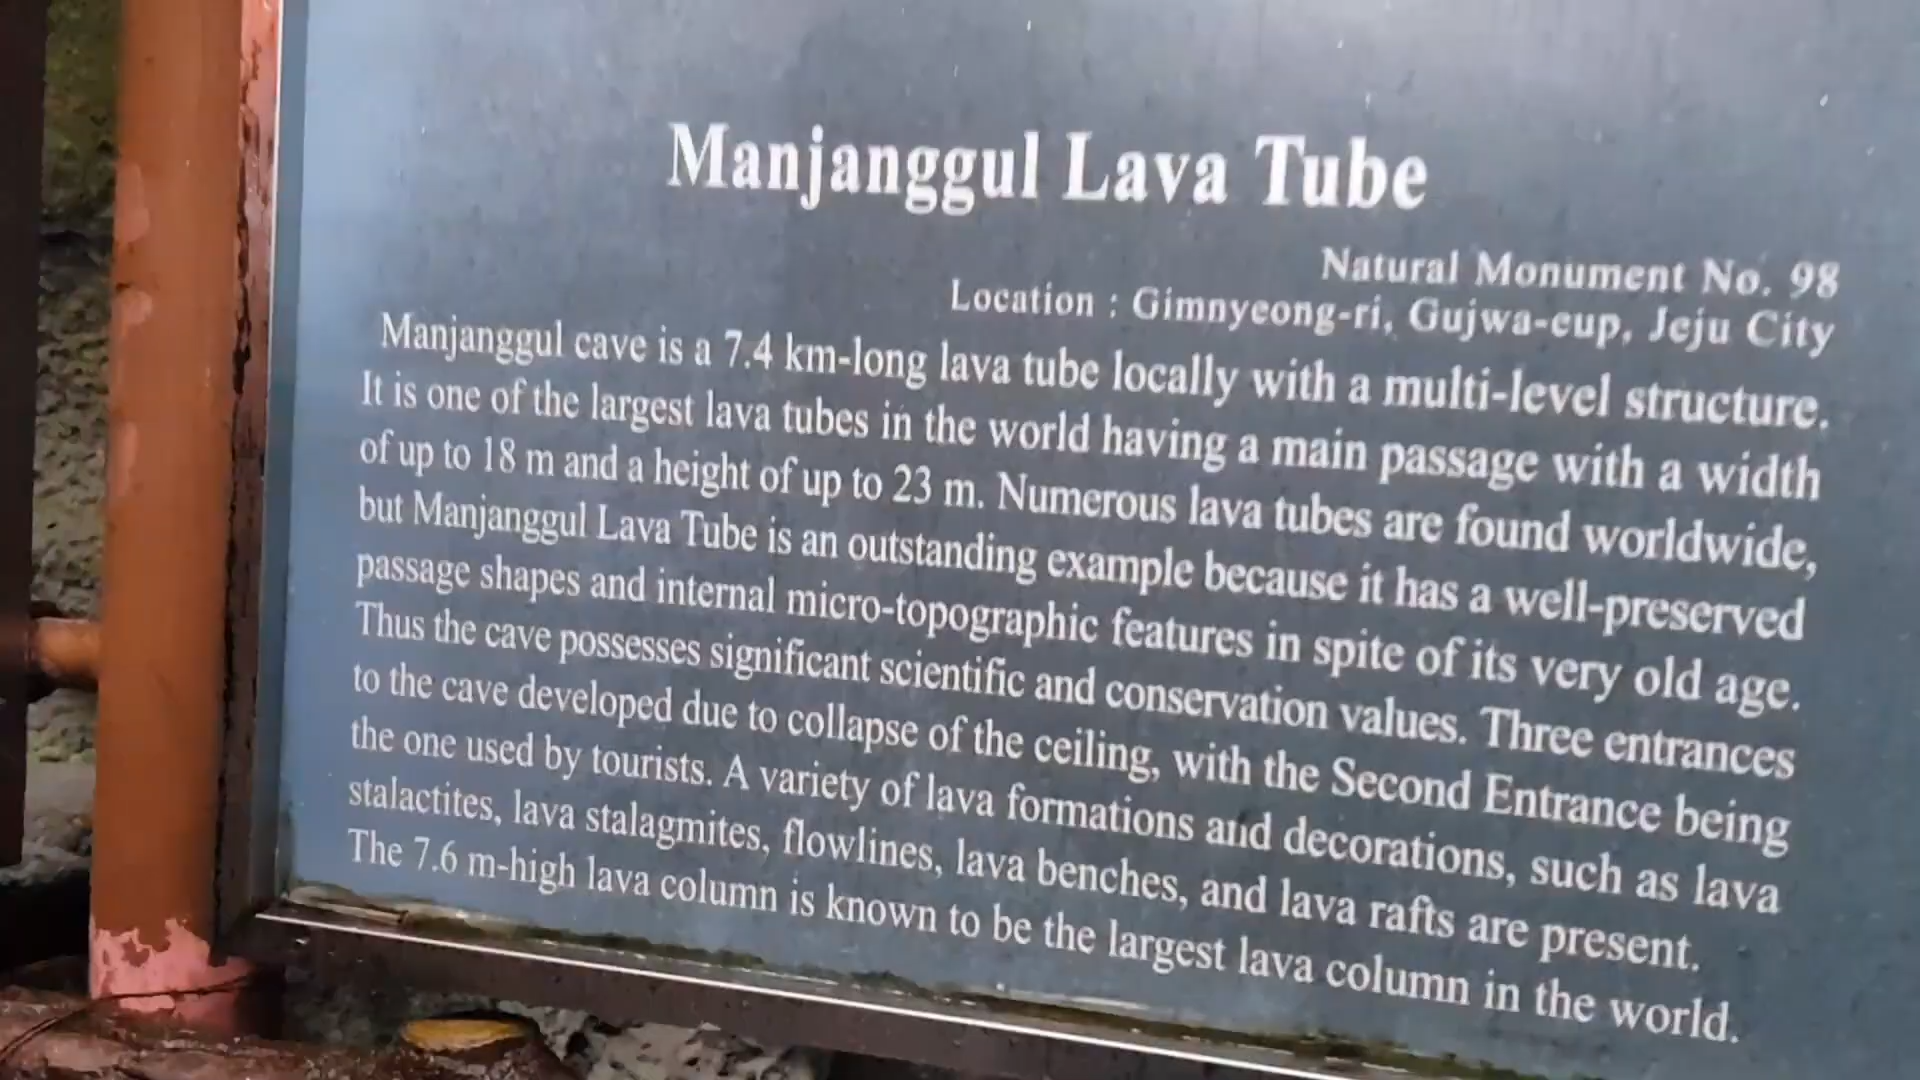 Manjanggul Lava Tube
Natural Monument No. 98
Location : Gimnyeong-ri, Gujwa-eup, Jeju City
Manjanggul cave is a 7.4 km-long lava tube locally with a multi-level structure.
It is one of the largest lava tubes in the world having a main passage with a width
of up to 18 m and a height of up to 23 m. Numerous lava tubes are found worldwide,
but Manjanggul Lava Tube is an outstanding example because it has a well-preserved
passage shapes and internal micro-topographic features in spite of its very old age.
Thus the cave possesses significant scientific and conservation values. Three entrances
to the cave developed due to collapse of the ceiling, with the Second Entrance being
the one used by tourists. A variety of lava formations and decorations, such as lava
stalactites, lava stalagmites, flowlines, lava benches, and lava rafts are present.
The 7.6 m-high lava column is known to be the largest lava column in the world.